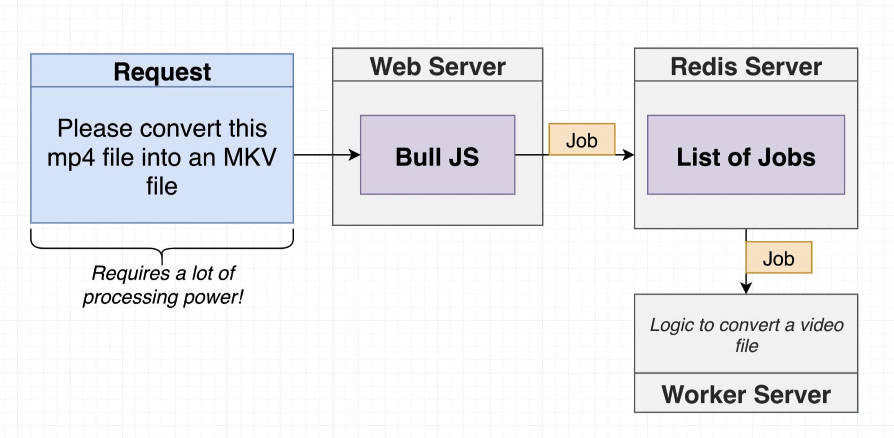 Request
Please convert this
mp4 file into an MKV
file
Requires a lot of
processing power!
Web Server
Bull JS
Job
Redis Server
List of Jobs
Job
Logic to convert a video
file
Worker Server